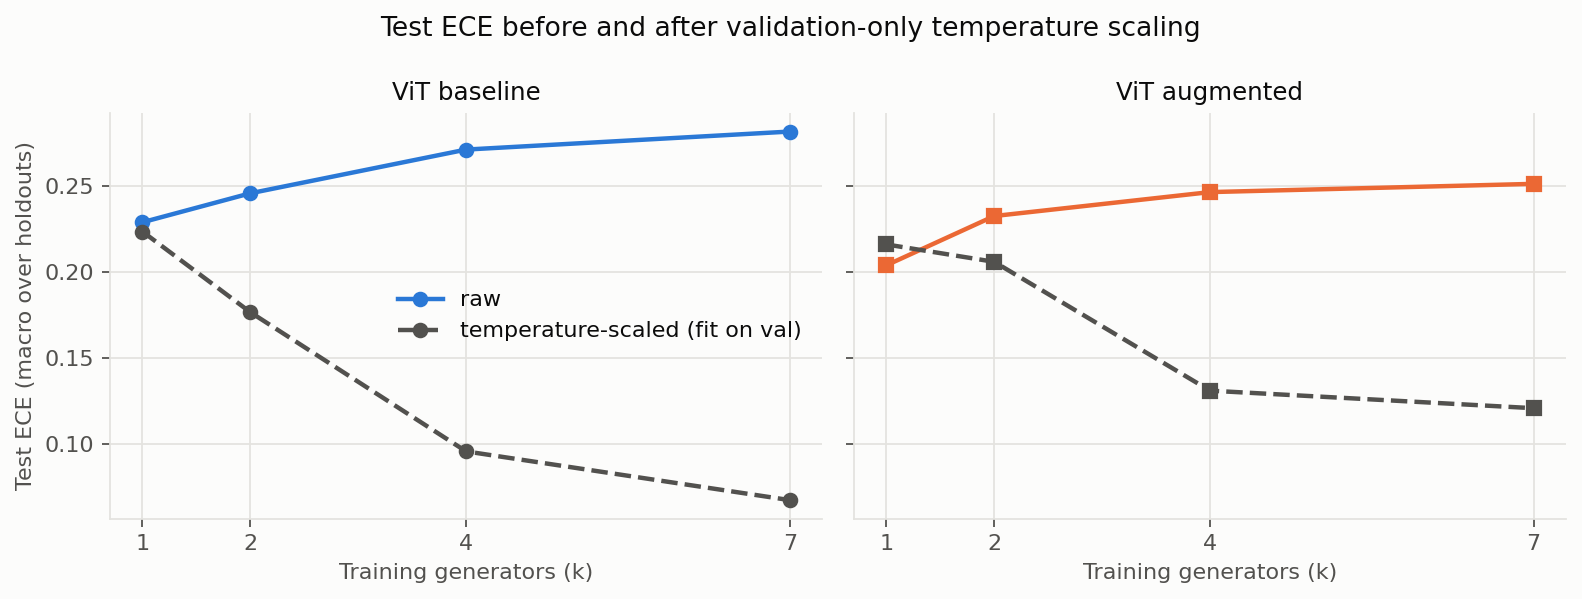 Test ECE before and after validation-only temperature scaling
ViT baseline
ViT augmented
Test ECE (macro over holdouts)
0.25
0.20
0.15
0.10
raw
temperature-scaled (fit on val)
1 2 4 7
1 2 4 7
Training generators (k)
Training generators (k)